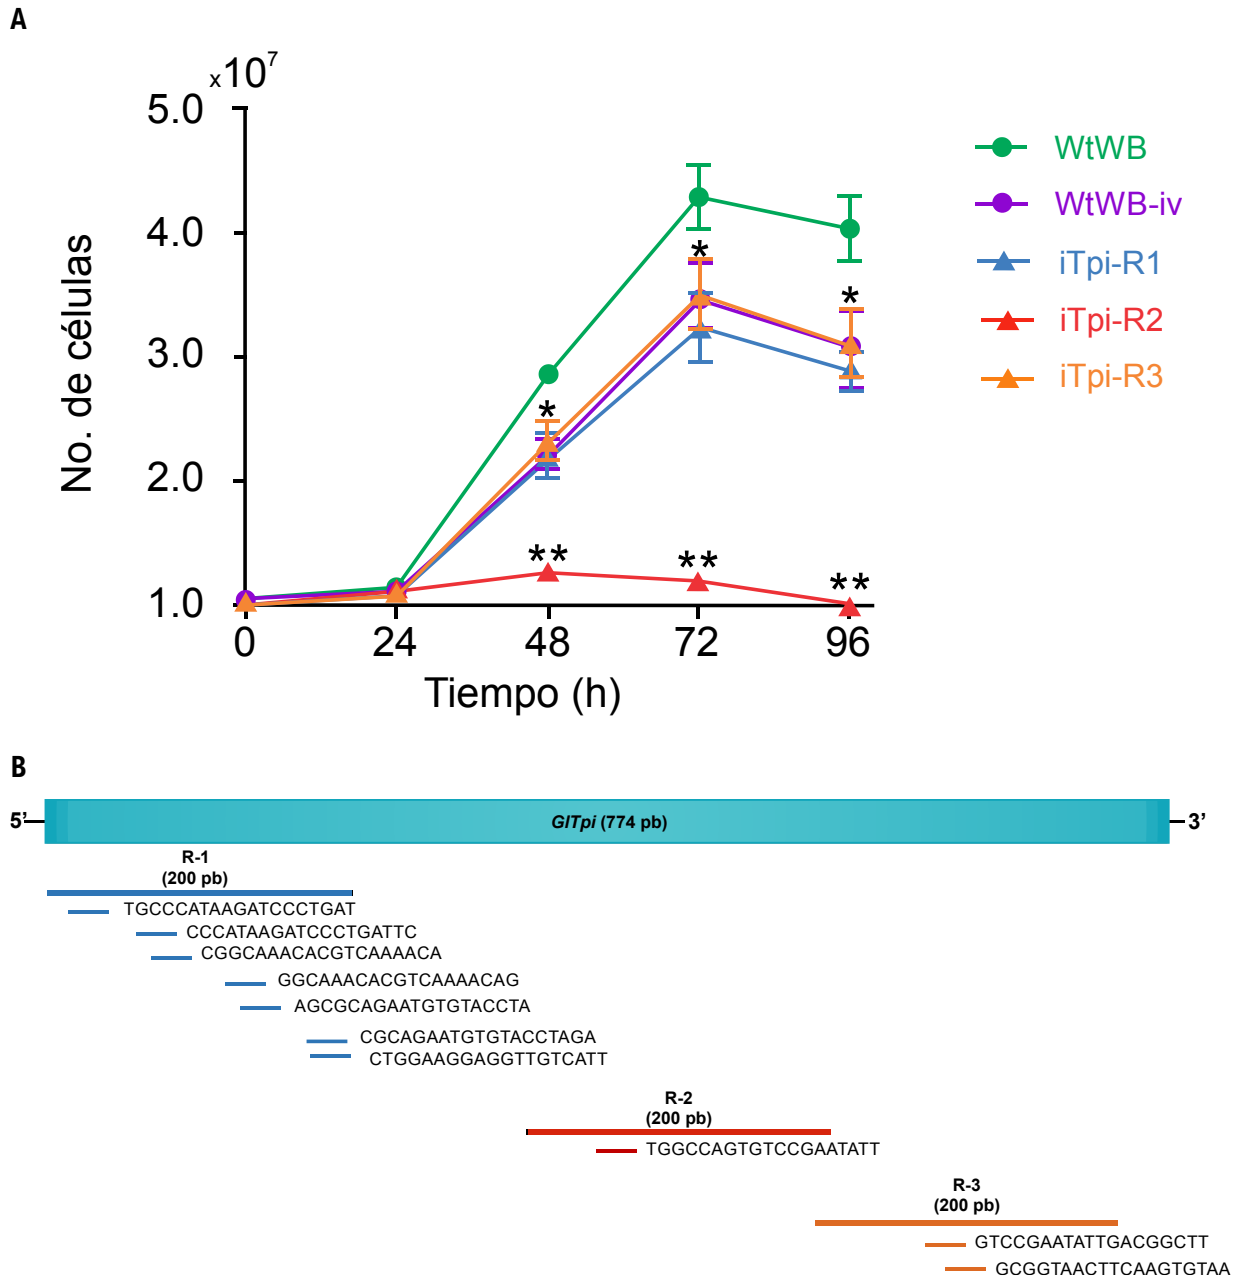 A
x10⁷
5.0
4.0
3.0
2.0
1.0
No. de células
0 24 48 72 96
Tiempo (h)
*
*
*
**
**
**
WtWB
WtWB-iv
iTpi-R1
iTpi-R2
iTpi-R3
B
5' GlTpi (774 pb) 3'
R-1
(200 pb)
TGCCCATAAGATCCCTGAT
CCCATAAGATCCCTGATTC
CGGCAAACACGTCAAAACA
GGCAAACACGTCAAAACAG
AGCGCAGAATGTGTACCTA
CGCAGAATGTGTACCTAGA
CTGGAAGGAGGTTGTCATT
R-2
(200 pb)
TGGCCAGTGTCCGAATATT
R-3
(200 pb)
GTCCGAATATTGACGGCTT
GCGGTAACTTCAAGTGTAA